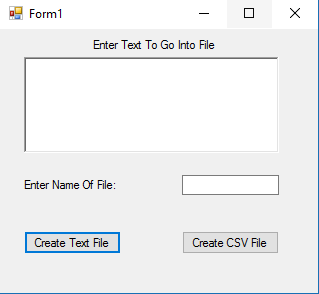 Form1
Enter Text To Go Into File
Enter Name Of File:
Create Text File
Create CSV File